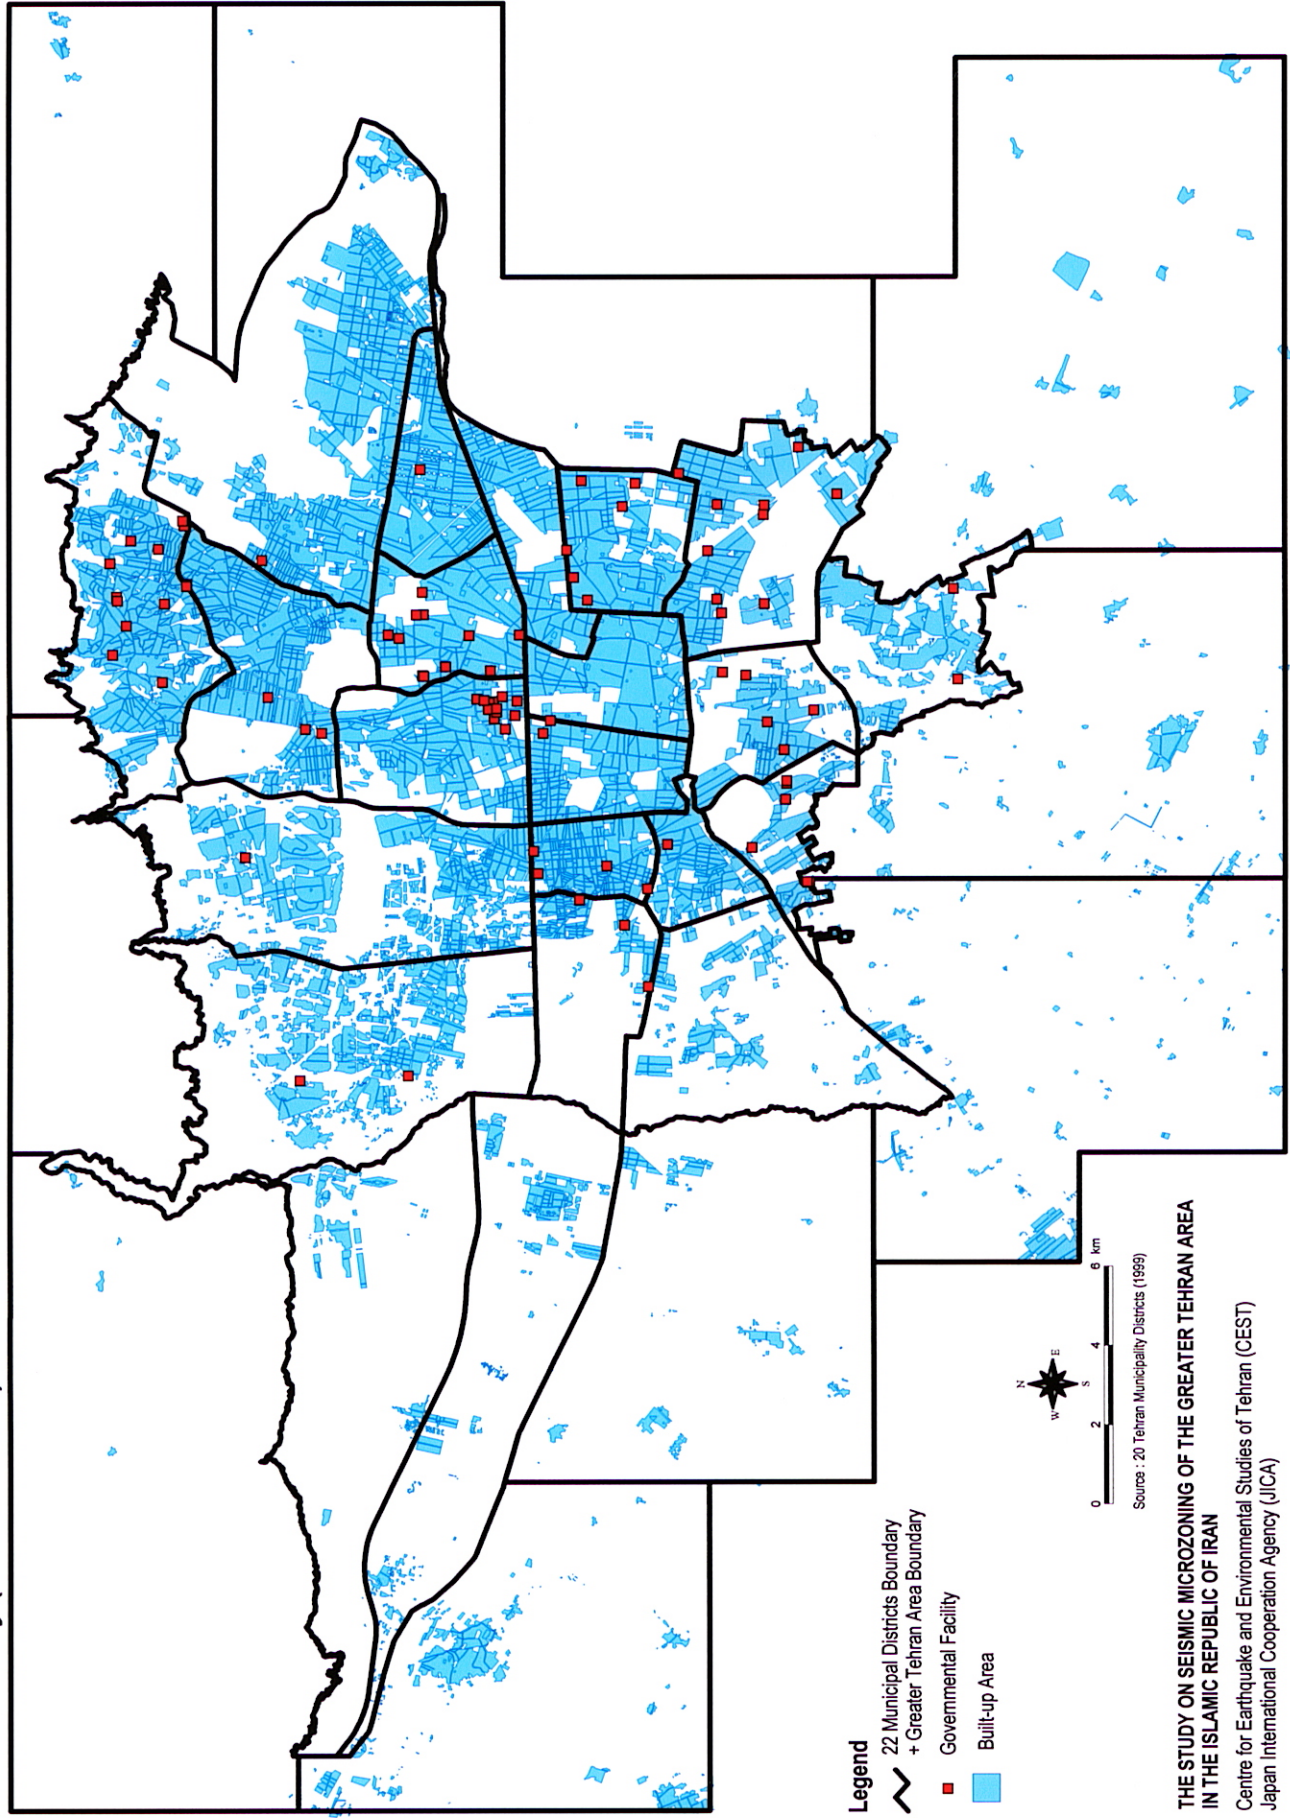 Legend
22 Municipal Districts Boundary
+ Greater Tehran Area Boundary
Governmental Facility
Built-up Area
N
W E
S
0 2 4 6 km
Source : 20 Tehran Municipality Districts (1999)
THE STUDY ON SEISMIC MICROZONING OF THE GREATER TEHRAN AREA
IN THE ISLAMIC REPUBLIC OF IRAN
Centre for Earthquake and Environmental Studies of Tehran (CEST)
Japan International Cooperation Agency (JICA)